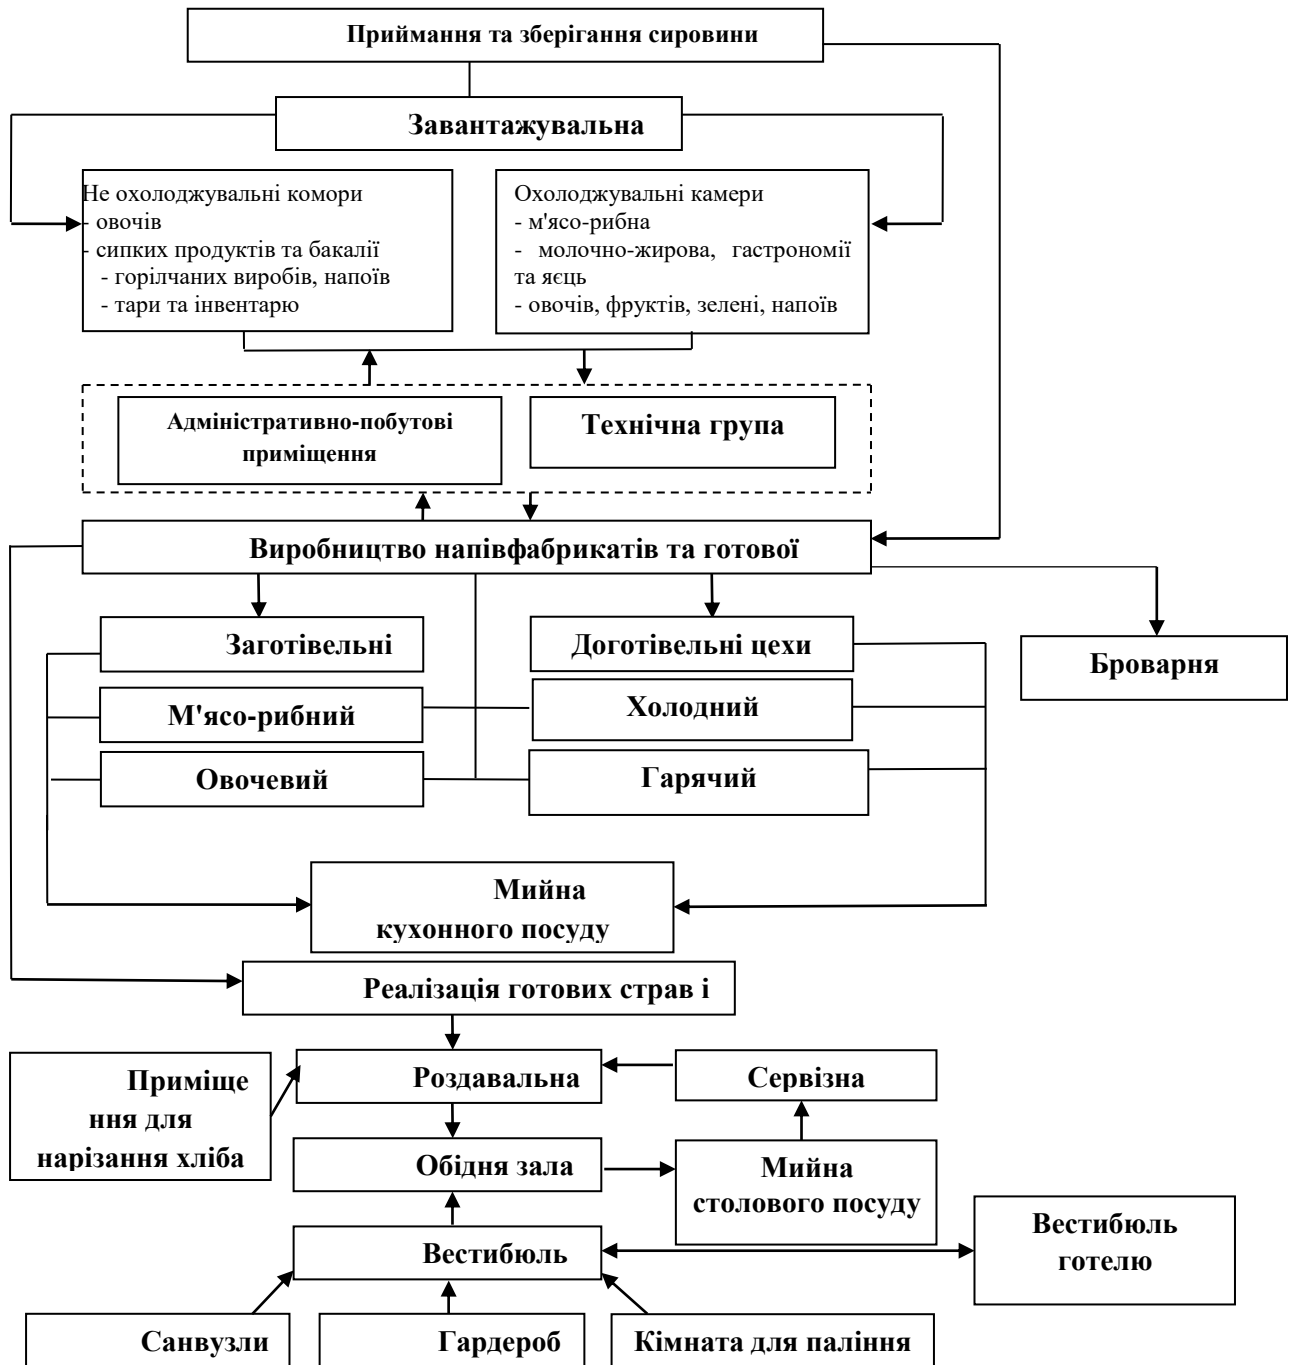 Приймання та зберігання сировини
Завантажувальна
Не охолоджувальні комори
- овочів
- сипких продуктів та бакалії
- горілчаних виробів, напоїв
- тари та інвентарю
Охолоджувальні камери
- м'ясо-рибна
- молочно-жирова, гастрономії
та яєць
- овочів, фруктів, зелені, напоїв
Адміністративно-побутові
приміщення
Технічна група
Виробництво напівфабрикатів та готової
Заготівельні
Доготівельні цехи
Броварня
М'ясо-рибний
Холодний
Овочевий
Гарячий
Мийна
кухонного посуду
Реалізація готових страв і
Приміще
ння для
нарізання хліба
Роздавальна
Сервізна
Обідня зала
Мийна
столового посуду
Вестибюль
Вестибюль
готелю
Санвузли
Гардероб
Кімната для паління